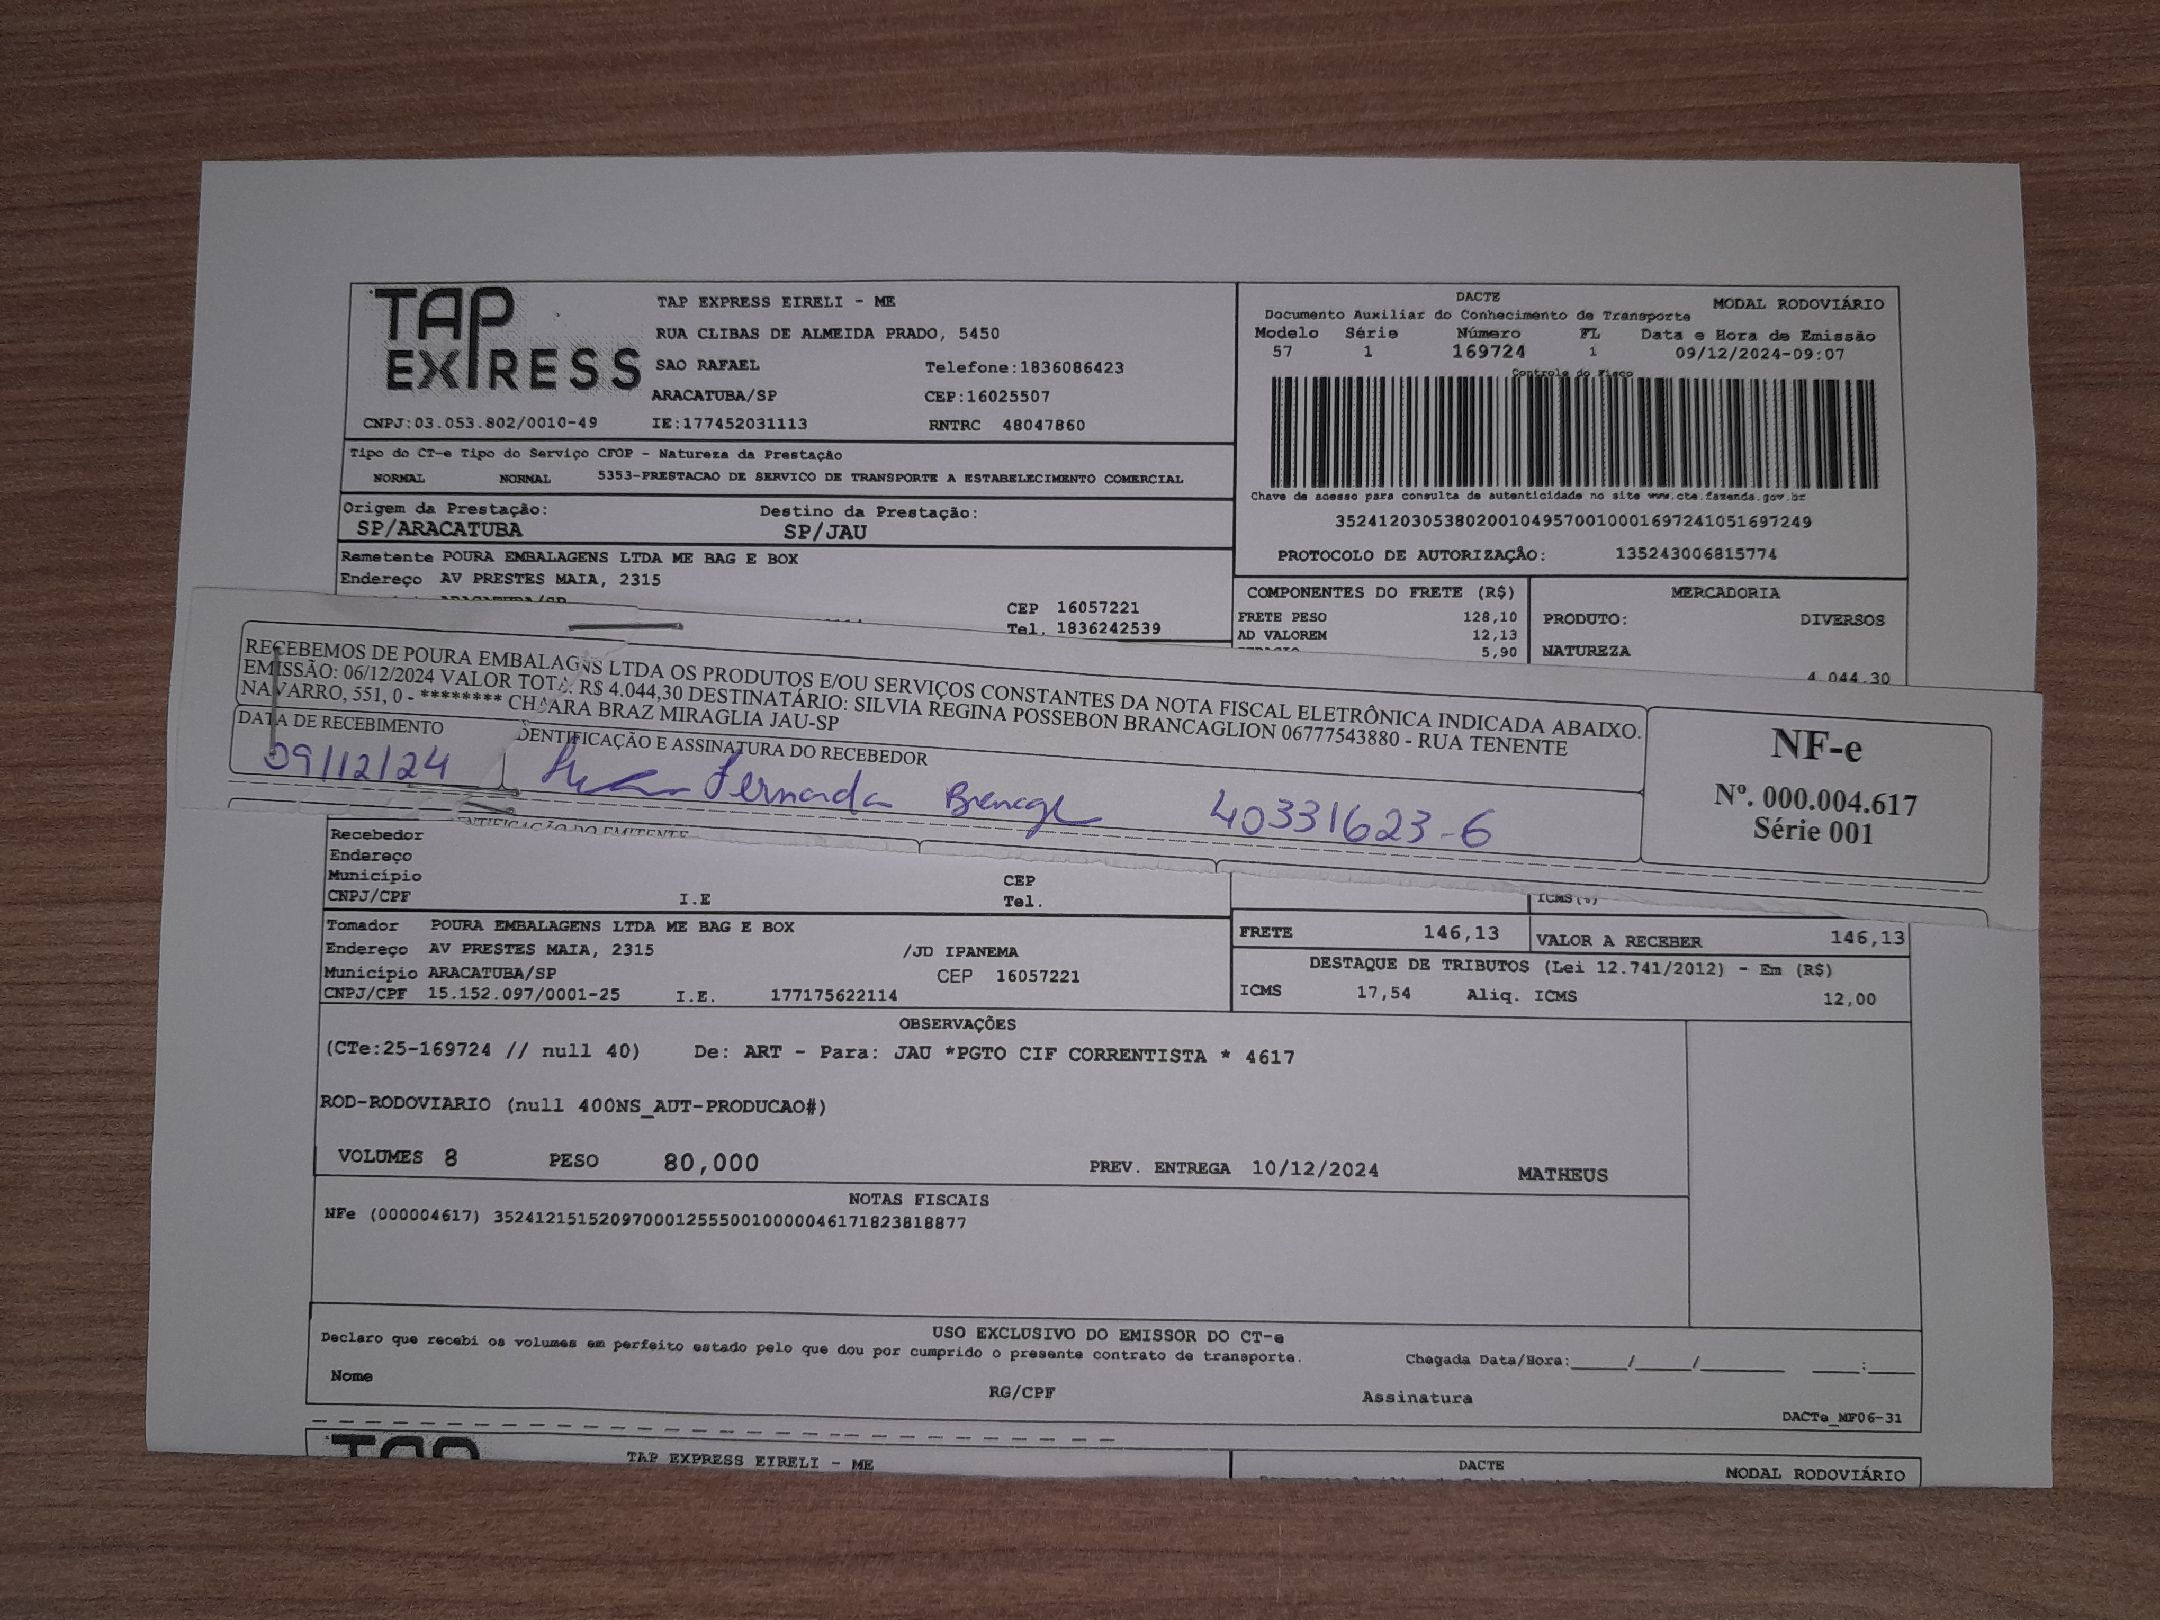 TAP EXPRESS
TAP EXPRESS EIRELI - ME
RUA CLIBAS DE ALMEIDA PRADO, 5450
SAO RAFAEL Telefone:1836086423
ARACATUBA/SP CEP:16025507
CNPJ:03.053.802/0010-49 IE:177452031113 RNTRC 48047860
DACTE MODAL RODOVIÁRIO
Documento Auxiliar do Conhecimento de Transporte
Modelo Série Número FL Data e Hora de Emissão
57 1 169724 1 09/12/2024-09:07
Controle do Fisco
Chave de acesso para consulta de autenticidade no site www.cte.fazenda.gov.br
35241203053802001049570010001697241051697249
PROTOCOLO DE AUTORIZAÇÃO: 135243006815774
Tipo do CT-e Tipo do Serviço CFOP - Natureza da Prestação
NORMAL NORMAL 5353-PRESTACAO DE SERVICO DE TRANSPORTE A ESTABELECIMENTO COMERCIAL
Origem da Prestação: Destino da Prestação:
SP/ARACATUBA SP/JAU
Remetente POURA EMBALAGENS LTDA ME BAG E BOX
Endereço AV PRESTES MAIA, 2315
ARACATUBA/SP CEP 16057221
Tel. 1836242539
COMPONENTES DO FRETE (R$) MERCADORIA
FRETE PESO 128,10 PRODUTO: DIVERSOS
AD VALOREM 12,13
5,90 NATUREZA
4.044,30
RECEBEMOS DE POURA EMBALAGNS LTDA OS PRODUTOS E/OU SERVIÇOS CONSTANTES DA NOTA FISCAL ELETRÔNICA INDICADA ABAIXO.
EMISSÃO: 06/12/2024 VALOR TOTA R$ 4.044,30 DESTINATÁRIO: SILVIA REGINA POSSEBON BRANCAGLION 06777543880 - RUA TENENTE
NAVARRO, 551, 0 - ******** CHAARA BRAZ MIRAGLIA JAU-SP
DATA DE RECEBIMENTO IDENTIFICAÇÃO E ASSINATURA DO RECEBEDOR
09/12/24 Fernanda 40331623-6
NF-e
Nº. 000.004.617
Série 001
IDENTIFICAÇÃO DO EMITENTE
Recebedor
Endereço
Município CEP
CNPJ/CPF I.E Tel.
ICMS(%)
Tomador POURA EMBALAGENS LTDA ME BAG E BOX
Endereço AV PRESTES MAIA, 2315 /JD IPANEMA
Município ARACATUBA/SP CEP 16057221
CNPJ/CPF 15.152.097/0001-25 I.E. 177175622114
FRETE 146,13 VALOR A RECEBER 146,13
DESTAQUE DE TRIBUTOS (Lei 12.741/2012) - Em (R$)
ICMS 17,54 Aliq. ICMS 12,00
OBSERVAÇÕES
(CTe:25-169724 // null 40) De: ART - Para: JAU *PGTO CIF CORRENTISTA * 4617
ROD-RODOVIARIO (null 400NS_AUT-PRODUCAO#)
VOLUMES 8 PESO 80,000 PREV. ENTREGA 10/12/2024 MATHEUS
NOTAS FISCAIS
NFe (000004617) 35241215152097000125550010000046171823818877
USO EXCLUSIVO DO EMISSOR DO CT-e
Declaro que recebi os volumes em perfeito estado pelo que dou por cumprido o presente contrato de transporte.
Chegada Data/Hora:_____/_____/________ ____:____
Nome RG/CPF Assinatura
DACTe_MF06-31
TAP
TAP EXPRESS EIRELI - ME
DACTE MODAL RODOVIÁRIO